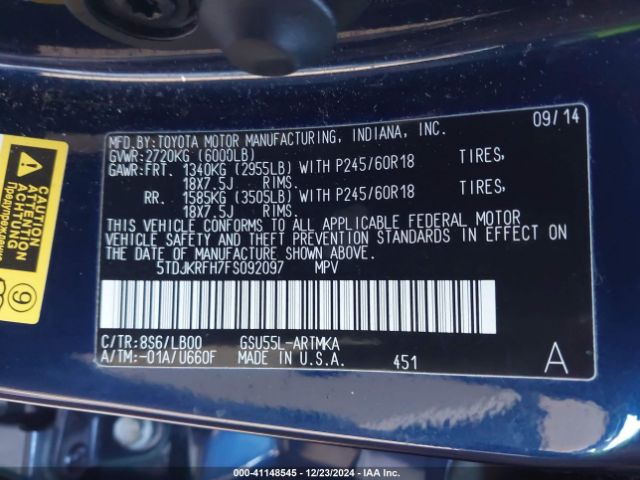 MFD.BY:TOYOTA MOTOR MANUFACTURING, INDIANA, INC. 09/14
GVWR:2720KG (6000LB)
GAWR:FRT. 1340KG (2955LB) WITH P245/60R18 TIRES,
18X7.5J RIMS.
RR. 1585KG (3505LB) WITH P245/60R18 TIRES,
18X7.5J RIMS.
THIS VEHICLE CONFORMS TO ALL APPLICABLE FEDERAL MOTOR
VEHICLE SAFETY AND THEFT PREVENTION STANDARDS IN EFFECT
ON THE DATE OF MANUFACTURE SHOWN ABOVE.
5TDJKRFH7FS092097 MPV
C/TR:8S6/LB00 GSU55L-ARTMKA
A/TM:-01A/U660F MADE IN U.S.A. 451 A
CAUTION
ATTENTION
ACHTUNG
9
000-41148545 | 12/23/2024 | IAA Inc.